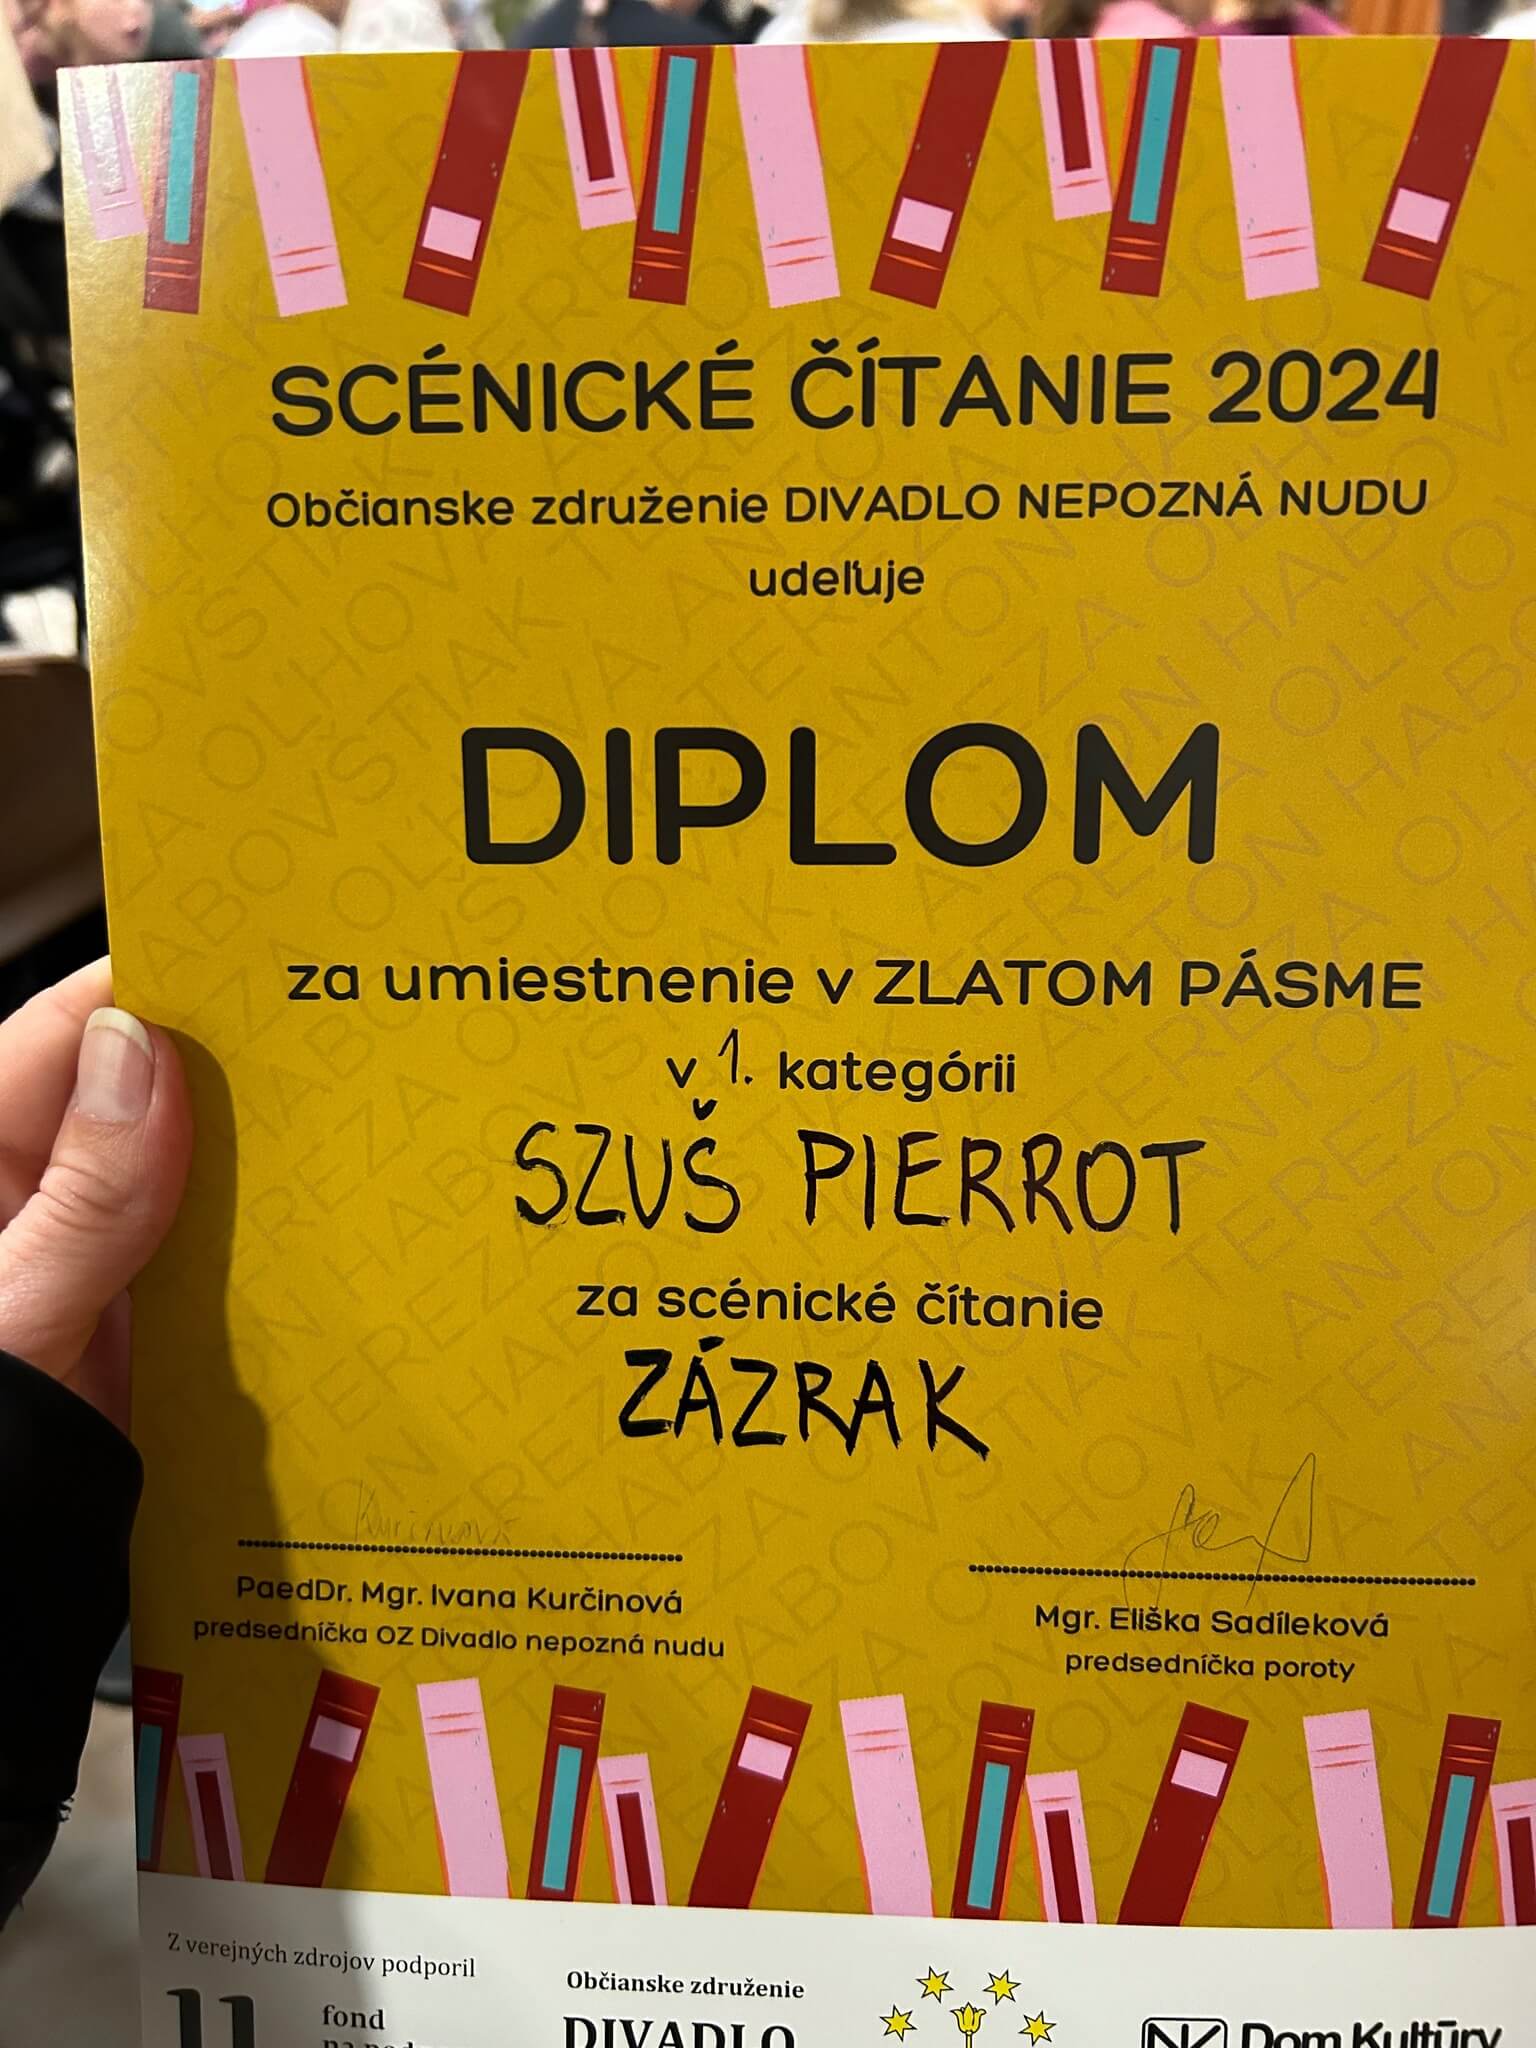 SCÉNICKÉ ČÍTANIE 2024
Občianske združenie DIVADLO NEPOZNÁ NUDU
udeľuje
DIPLOM
za umiestnenie v ZLATOM PÁSME
v 1. kategórii
SZUŠ PIERROT
za scénické čítanie
ZÁZRAK
Kurčinová
PaedDr. Mgr. Ivana Kurčinová
predsedníčka OZ Divadlo nepozná nudu
Mgr. Eliška Sadíleková
predsedníčka poroty
Z verejných zdrojov podporil
fond
Občianske združenie
DIVADLO
Dom Kultūry